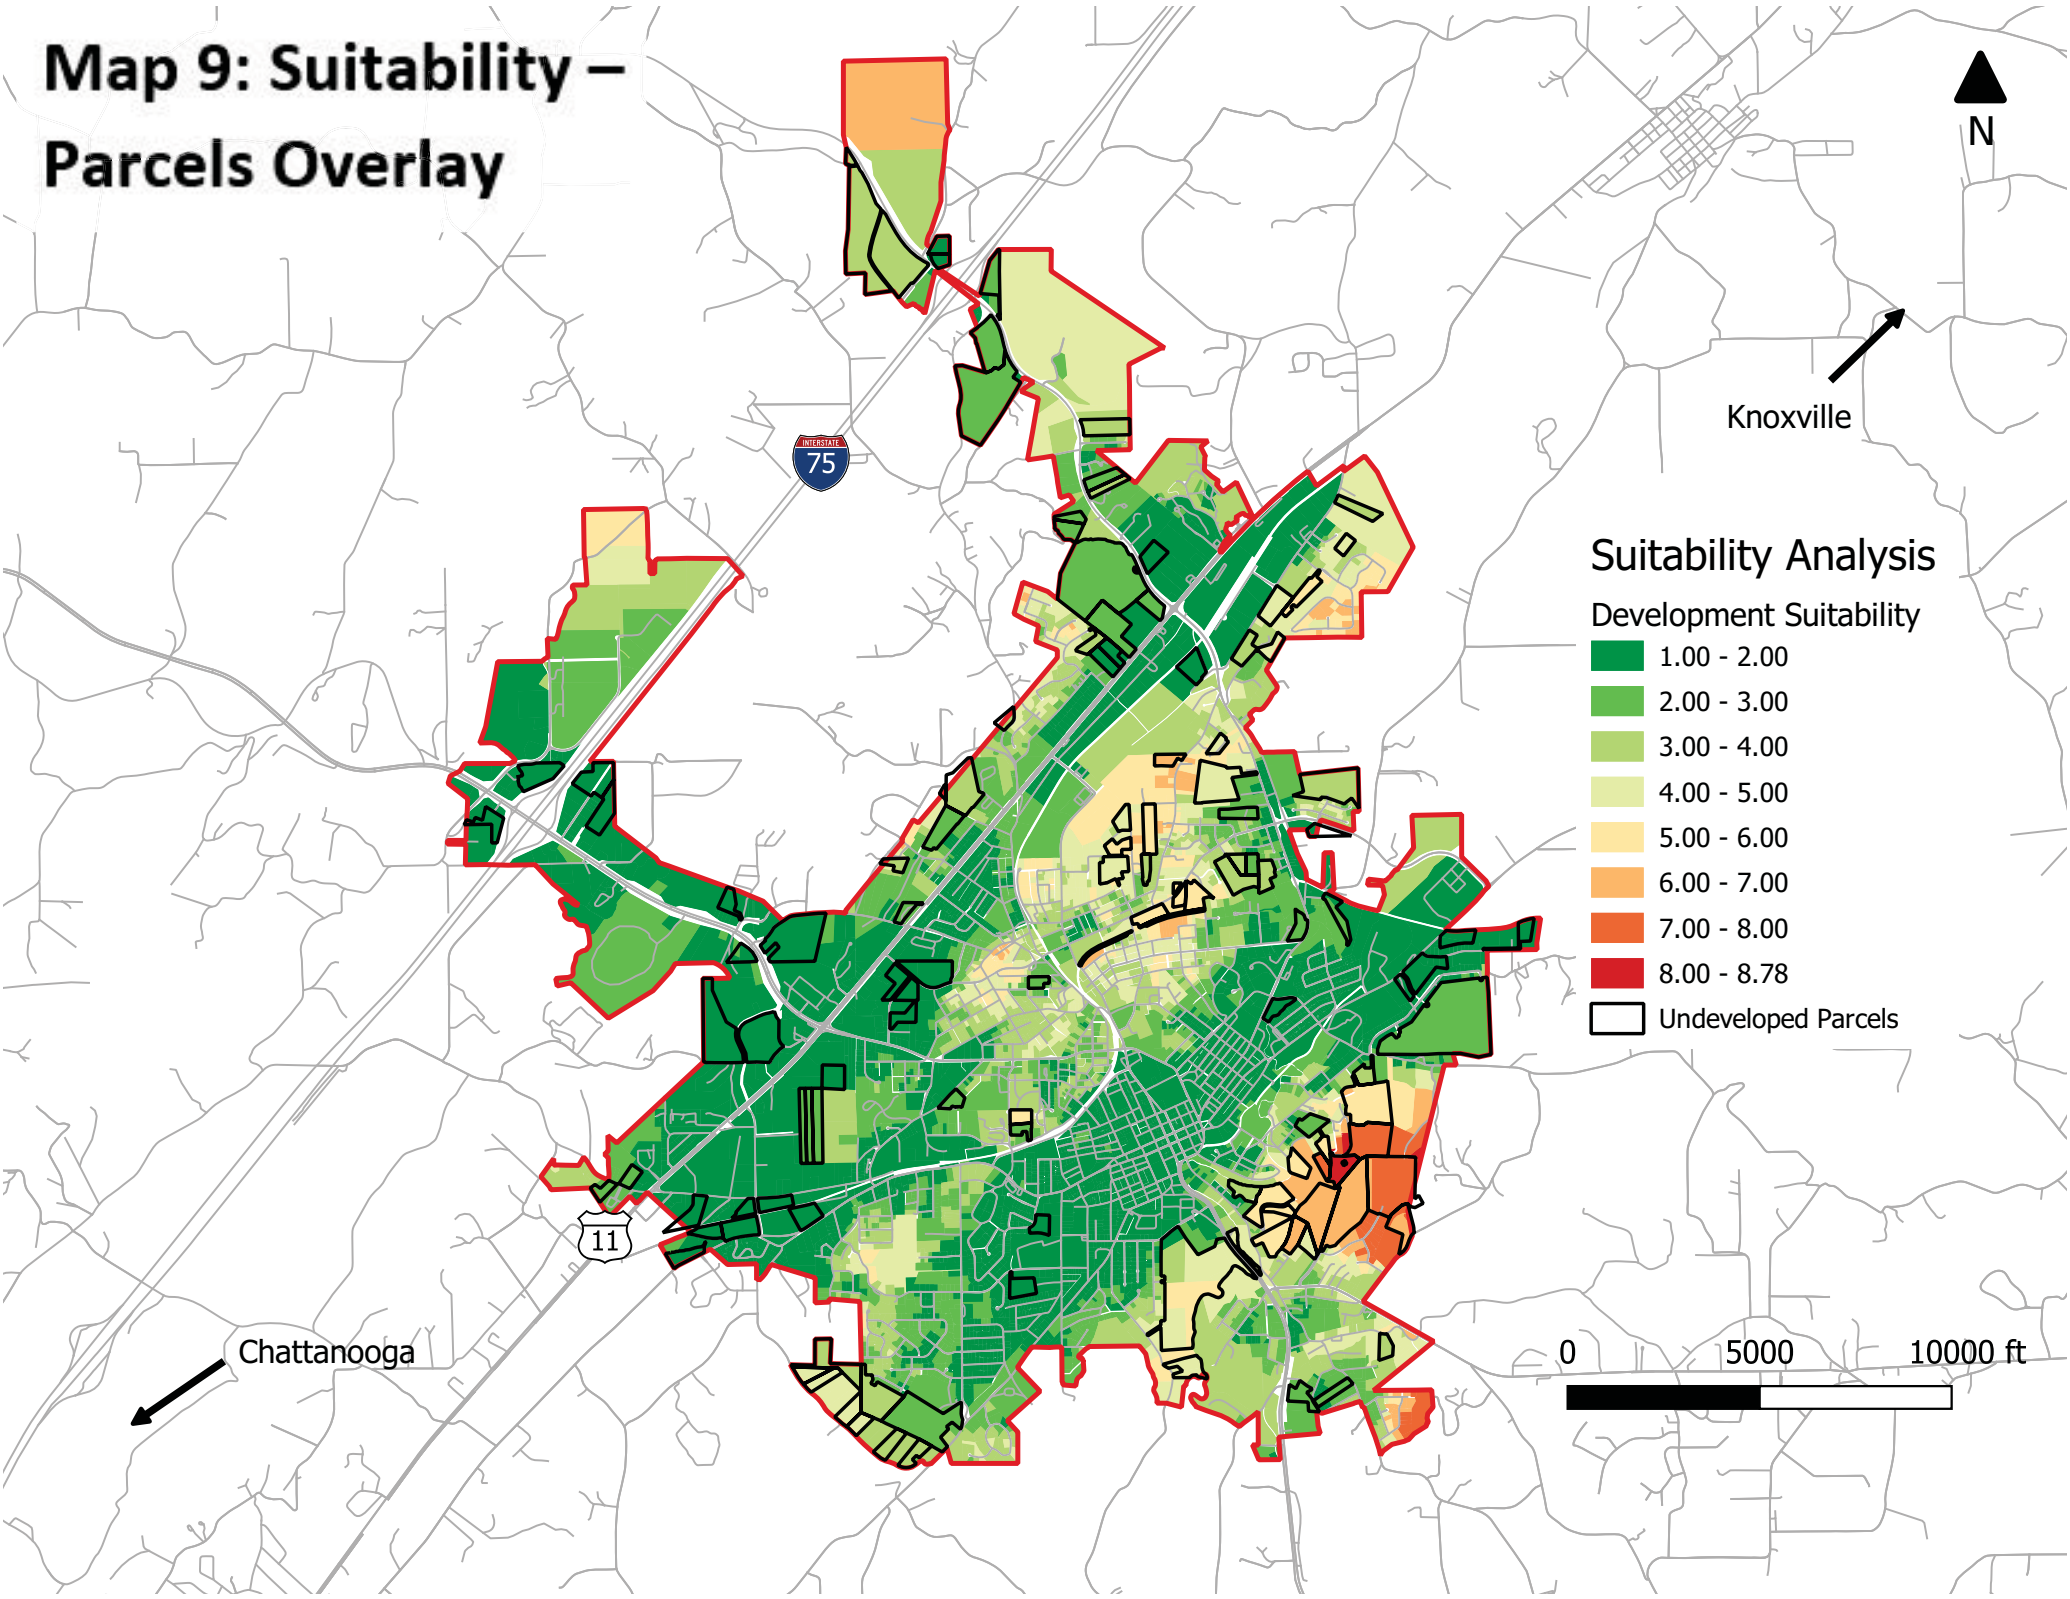 Map 9: Suitability –
Parcels Overlay
N
Knoxville
INTERSTATE
75
Suitability Analysis
Development Suitability
1.00 - 2.00
2.00 - 3.00
3.00 - 4.00
4.00 - 5.00
5.00 - 6.00
6.00 - 7.00
7.00 - 8.00
8.00 - 8.78
Undeveloped Parcels
11
Chattanooga
0 5000 10000 ft